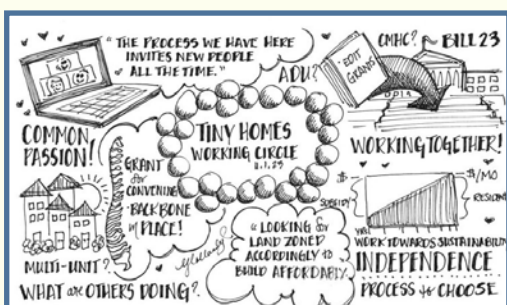 "THE PROCESS WE HAVE HERE
INVITES NEW PEOPLE
ALL THE TIME."
ADU?
EDIT
GRANTS
CMHC?
BILL 23
COMMON
PASSION!
TINY HOMES
WORKING CIRCLE
WORKING TOGETHER!
GRANT
for
CONVENING
BACKBONE
in PLACE!
SUBSIDY
$
$/MO
RESIDENT
"LOOKING for
LAND ZONED
ACCORDINGLY to
BUILD AFFORDABLY
WORK TOWARDS SUSTAINABILITY
INDEPENDENCE
PROCESS to CHOOSE
MULTI-UNIT?
WHAT are OTHERS DOING?